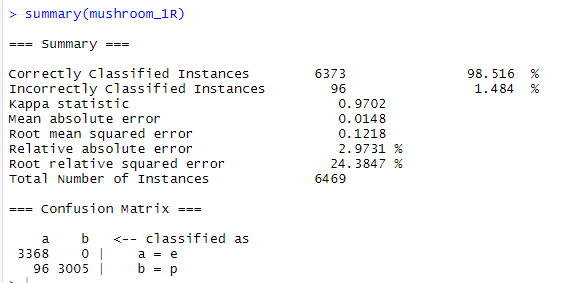 > summary(mushroom_1R)
=== Summary ===
Correctly Classified Instances 6373 98.516 %
Incorrectly Classified Instances 96 1.484 %
Kappa statistic 0.9702
Mean absolute error 0.0148
Root mean squared error 0.1218
Relative absolute error 2.9731 %
Root relative squared error 24.3847 %
Total Number of Instances 6469
=== Confusion Matrix ===
a b <-- classified as
3368 0 | a = e
96 3005 | b = p
>